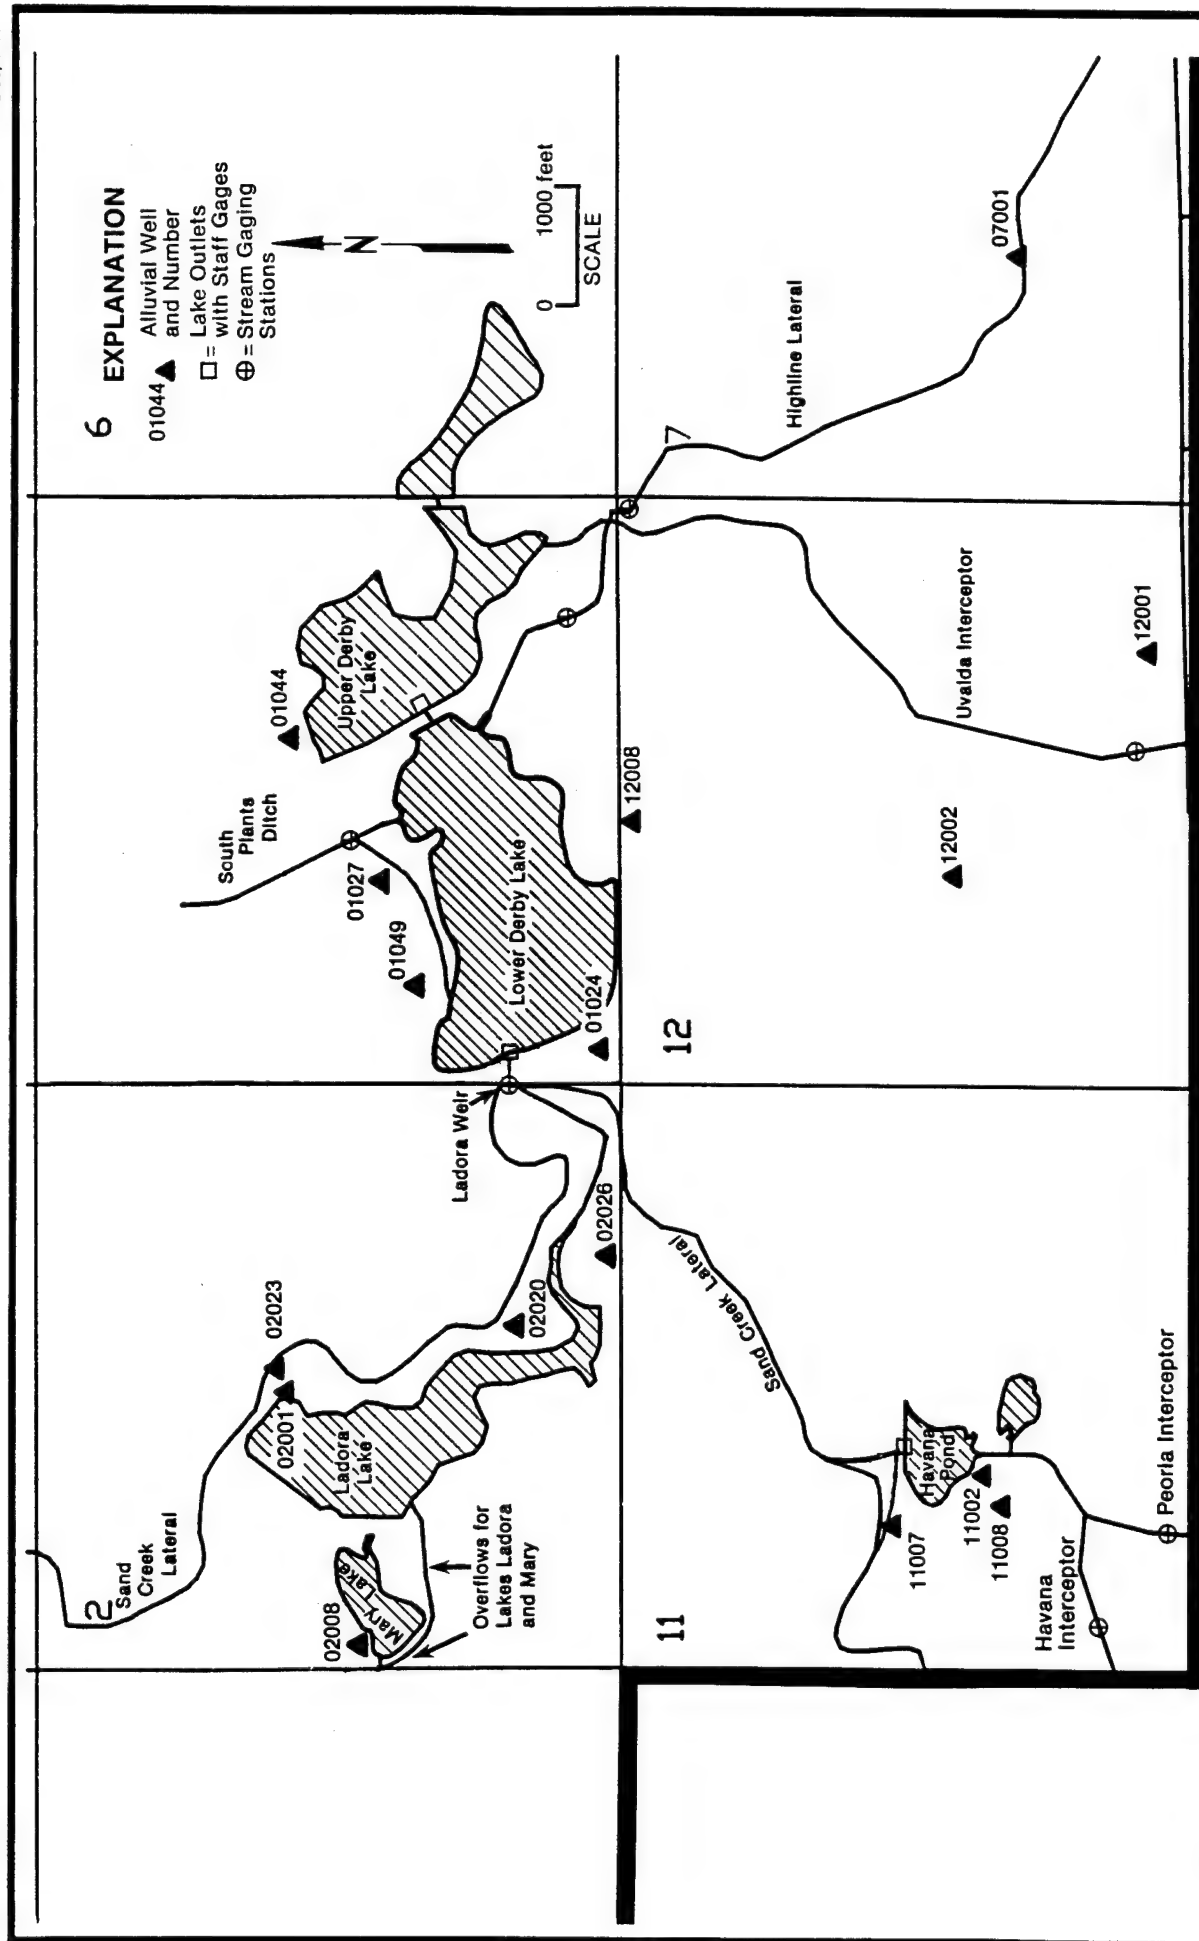 6 EXPLANATION
01044 Alluvial Well
and Number
= Lake Outlets
with Staff Gages
= Stream Gaging
Stations
N
0 1000 feet
SCALE
2
Sand
Creek
Lateral
02023
02001
Ladora
Lake
02008
Mary Lake
Overflows for
Lakes Ladora
and Mary
02020
02026
Ladora Weir
South
Plants
Ditch
01027
01049
01044
Upper Derby
Lake
Lower Derby Lake
01024
12008
11
Sand Creek Lateral
Havana
Pond
11007
11002
11008
Havana
Interceptor
Peoria Interceptor
12
12002
Uvalda Interceptor
12001
7
Highline Lateral
07001